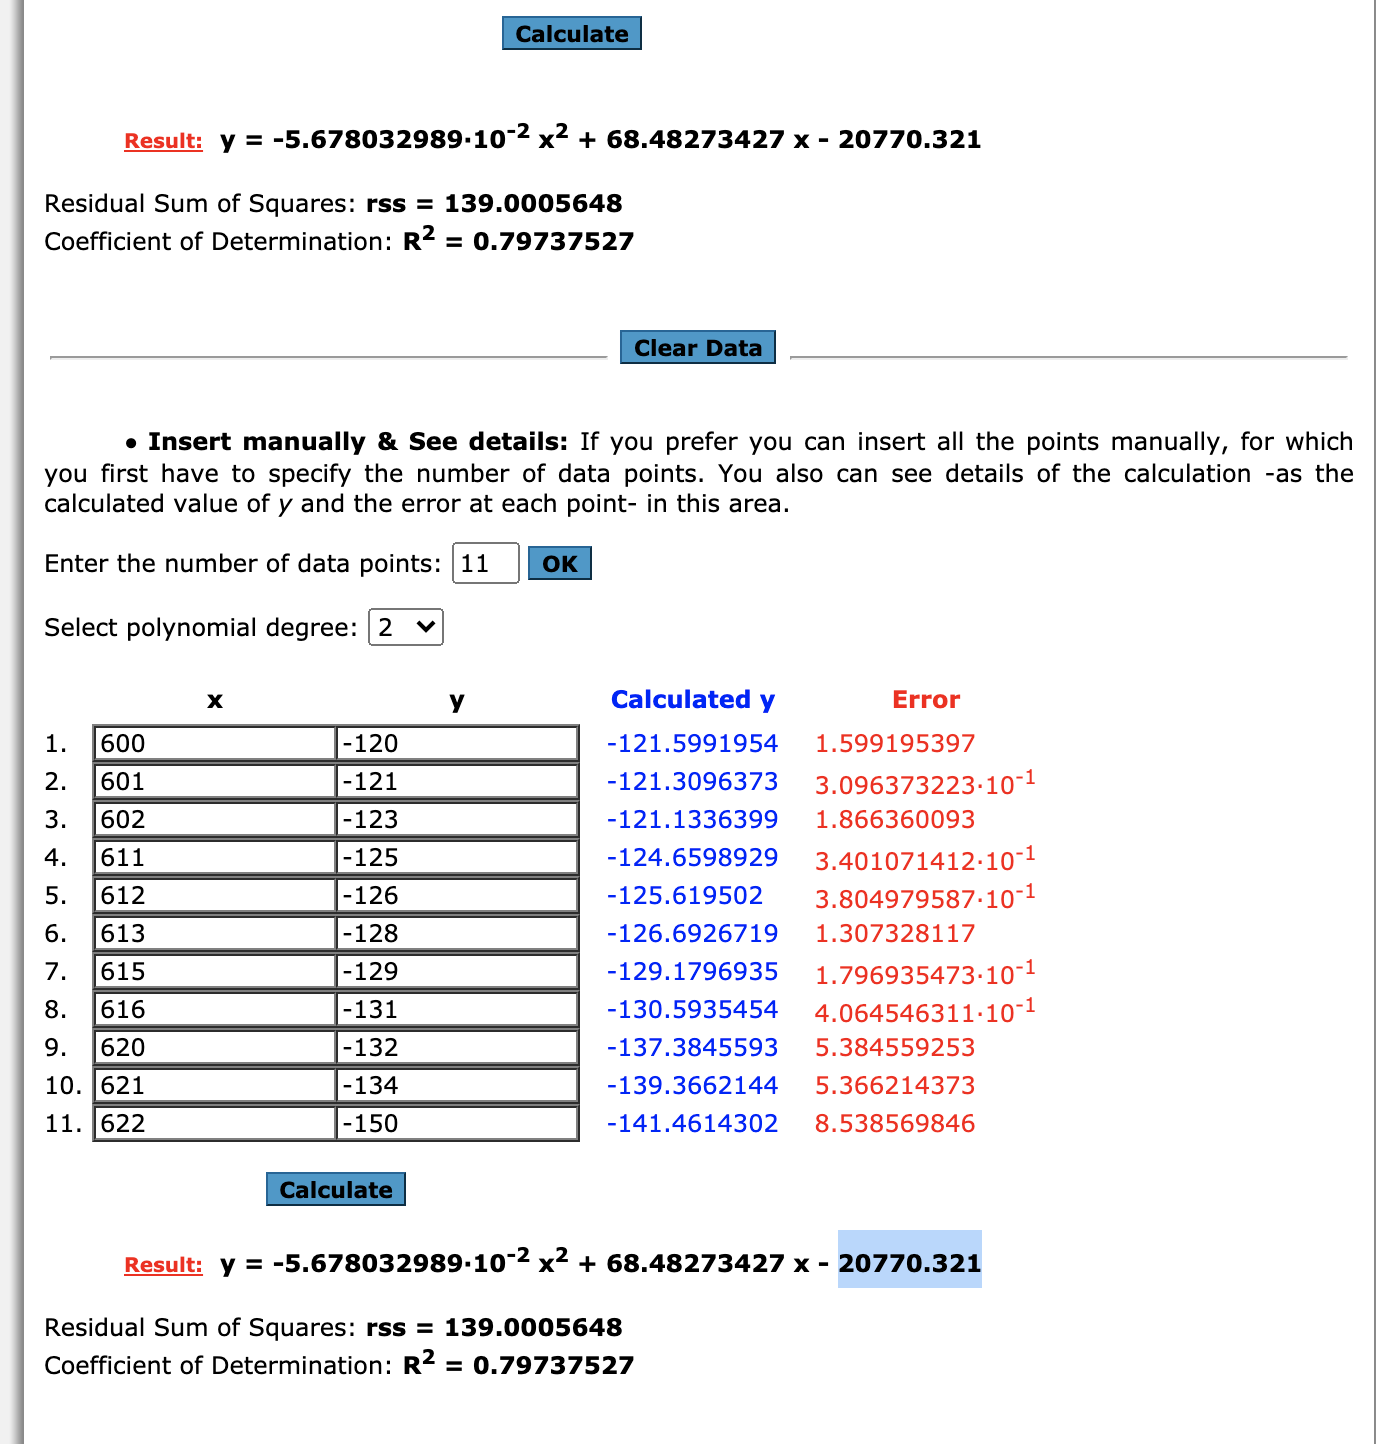 Calculate
Result: y = -5.678032989·10⁻² x² + 68.48273427 x - 20770.321
Residual Sum of Squares: rss = 139.0005648
Coefficient of Determination: R² = 0.79737527
Clear Data
• Insert manually & See details: If you prefer you can insert all the points manually, for which
you first have to specify the number of data points. You also can see details of the calculation -as the
calculated value of y and the error at each point- in this area.
Enter the number of data points: 11 OK
Select polynomial degree: 2
x y Calculated y Error
1. 600 -120 -121.5991954 1.599195397
2. 601 -121 -121.3096373 3.096373223·10⁻¹
3. 602 -123 -121.1336399 1.866360093
4. 611 -125 -124.6598929 3.401071412·10⁻¹
5. 612 -126 -125.619502 3.804979587·10⁻¹
6. 613 -128 -126.6926719 1.307328117
7. 615 -129 -129.1796935 1.796935473·10⁻¹
8. 616 -131 -130.5935454 4.064546311·10⁻¹
9. 620 -132 -137.3845593 5.384559253
10. 621 -134 -139.3662144 5.366214373
11. 622 -150 -141.4614302 8.538569846
Calculate
Result: y = -5.678032989·10⁻² x² + 68.48273427 x - 20770.321
Residual Sum of Squares: rss = 139.0005648
Coefficient of Determination: R² = 0.79737527